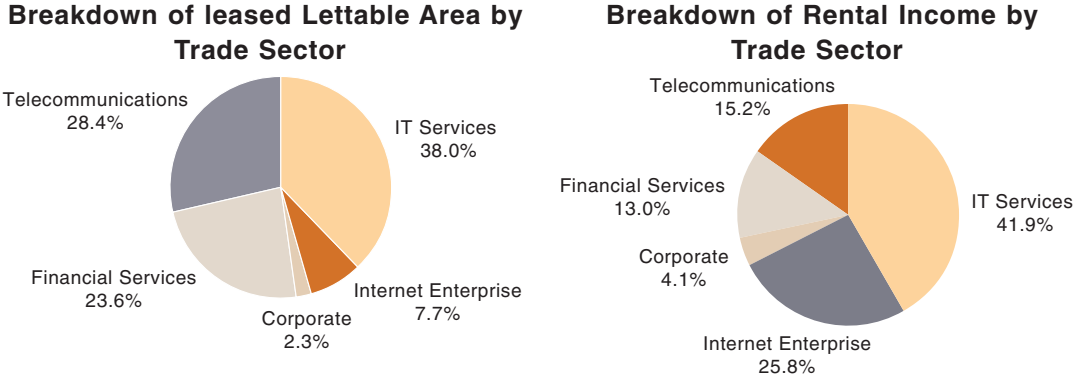 Breakdown of leased Lettable Area by
Trade Sector
Telecommunications
28.4%
IT Services
38.0%
Financial Services
23.6%
Internet Enterprise
7.7%
Corporate
2.3%
Breakdown of Rental Income by
Trade Sector
Telecommunications
15.2%
Financial Services
13.0%
IT Services
41.9%
Corporate
4.1%
Internet Enterprise
25.8%